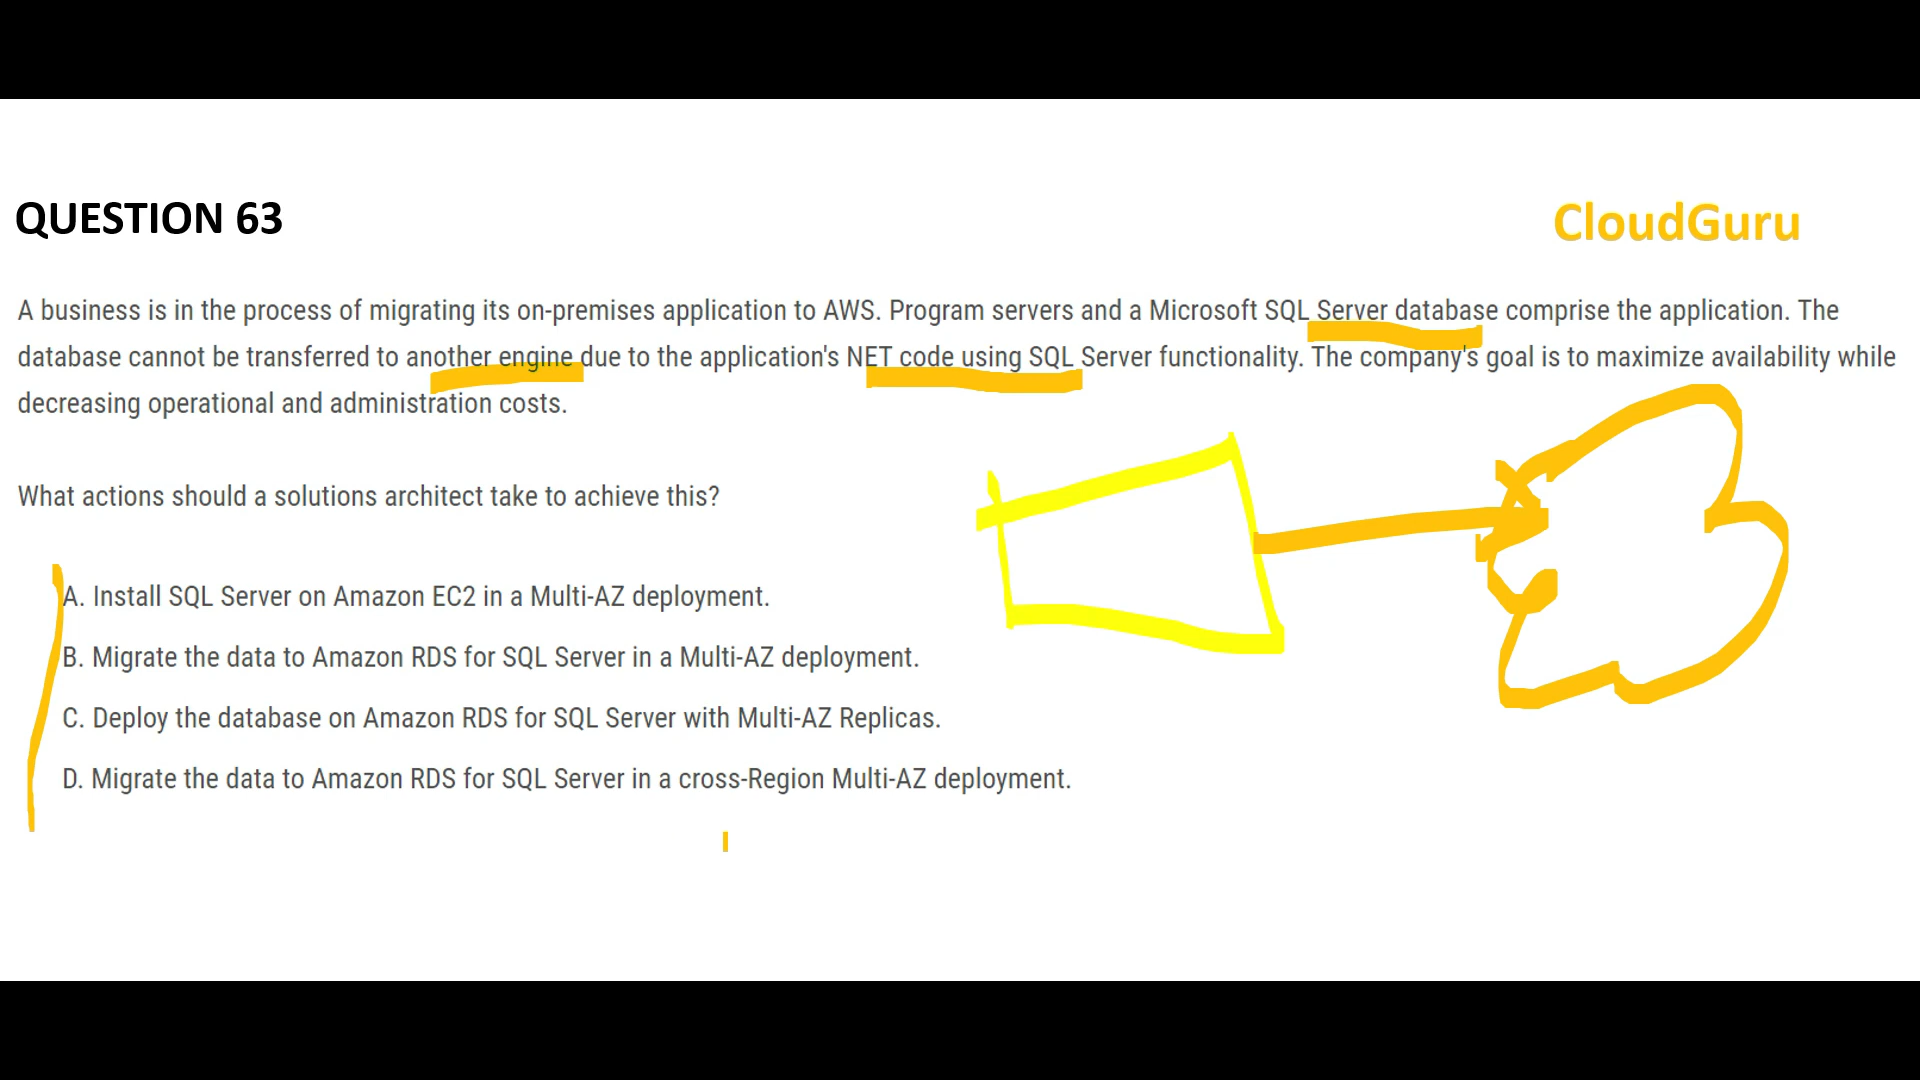 QUESTION 63
CloudGuru
A business is in the process of migrating its on-premises application to AWS. Program servers and a Microsoft SQL Server database comprise the application. The
database cannot be transferred to another engine due to the application's NET code using SQL Server functionality. The company's goal is to maximize availability while
decreasing operational and administration costs.
What actions should a solutions architect take to achieve this?
A. Install SQL Server on Amazon EC2 in a Multi-AZ deployment.
B. Migrate the data to Amazon RDS for SQL Server in a Multi-AZ deployment.
C. Deploy the database on Amazon RDS for SQL Server with Multi-AZ Replicas.
D. Migrate the data to Amazon RDS for SQL Server in a cross-Region Multi-AZ deployment.